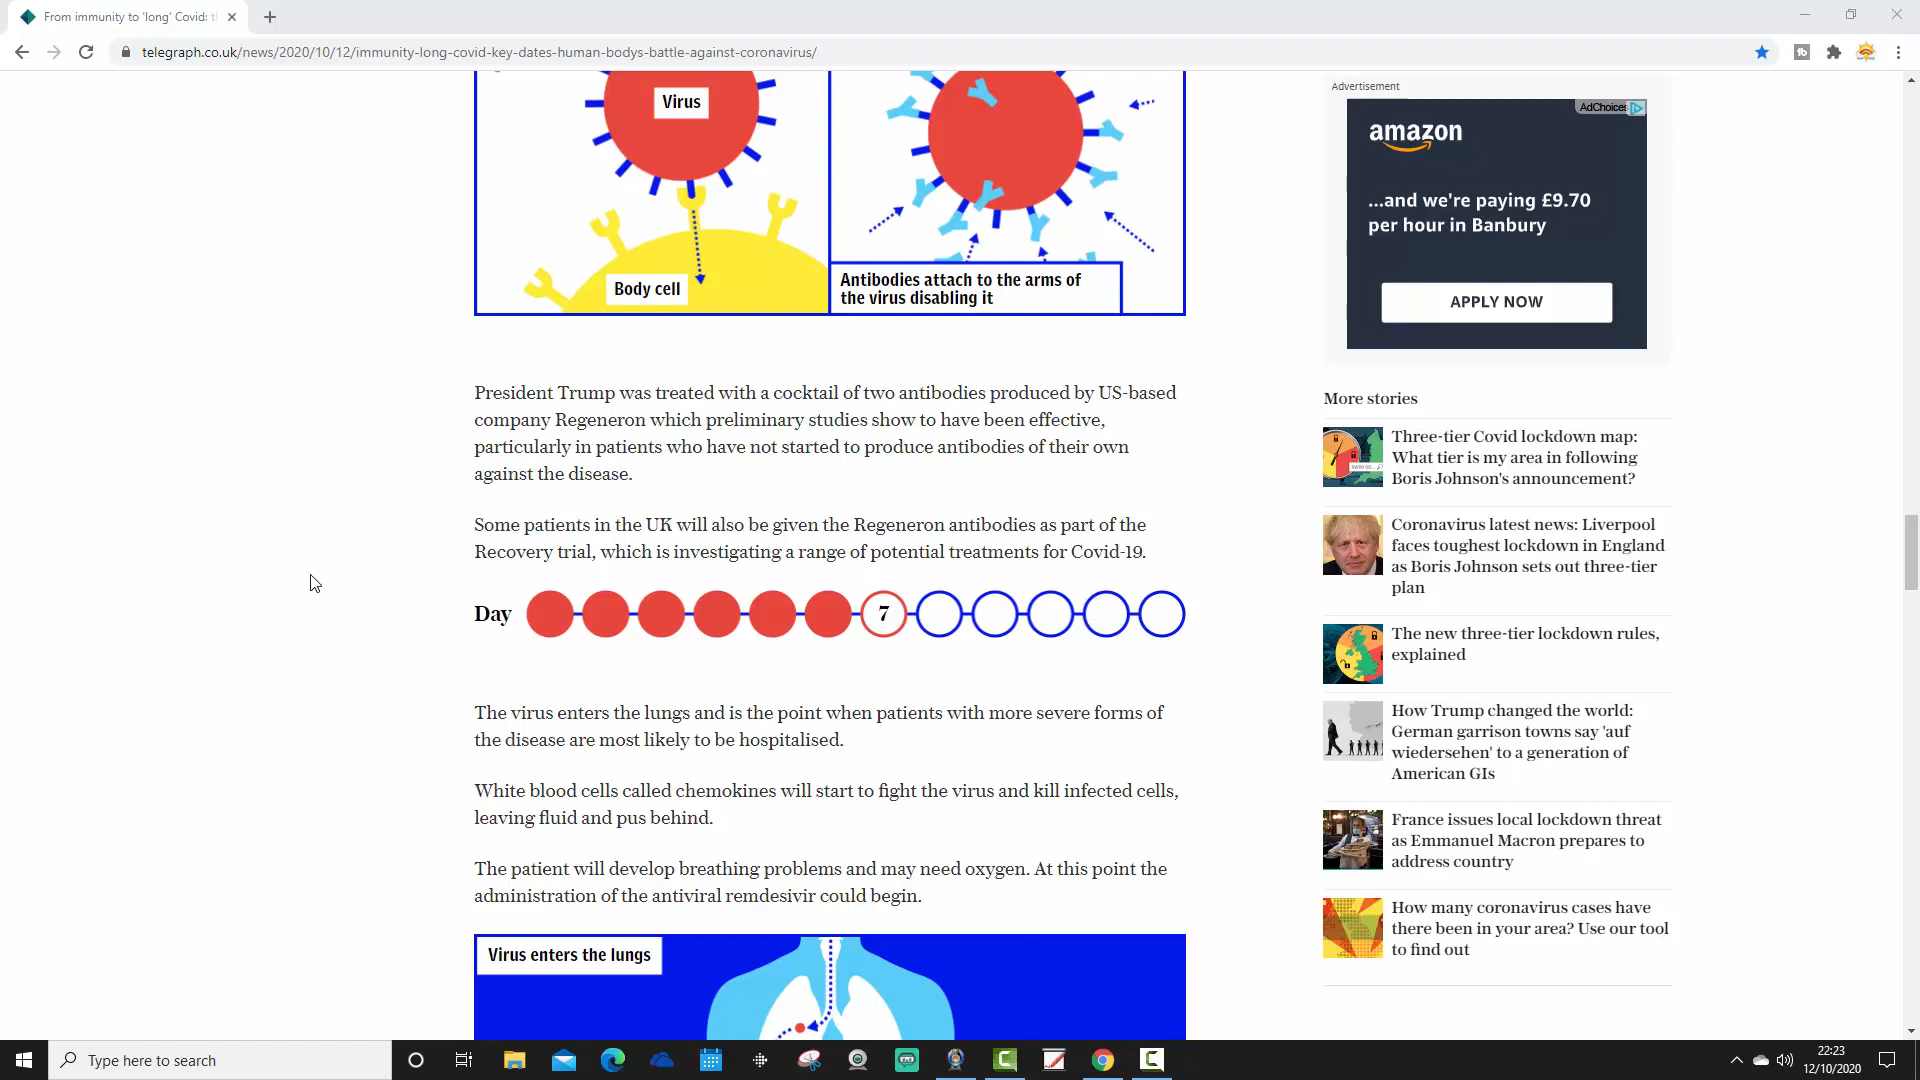 From immunity to 'long' Covid: t
telegraph.co.uk/news/2020/10/12/immunity-long-covid-key-dates-human-bodys-battle-against-coronavirus/
Virus
Body cell
Antibodies attach to the arms of
the virus disabling it
President Trump was treated with a cocktail of two antibodies produced by US-based
company Regeneron which preliminary studies show to have been effective,
particularly in patients who have not started to produce antibodies of their own
against the disease.
Some patients in the UK will also be given the Regeneron antibodies as part of the
Recovery trial, which is investigating a range of potential treatments for Covid-19.
Day 7
The virus enters the lungs and is the point when patients with more severe forms of
the disease are most likely to be hospitalised.
White blood cells called chemokines will start to fight the virus and kill infected cells,
leaving fluid and pus behind.
The patient will develop breathing problems and may need oxygen. At this point the
administration of the antiviral remdesivir could begin.
Virus enters the lungs
Advertisement
AdChoices
amazon
...and we're paying £9.70
per hour in Banbury
APPLY NOW
More stories
Three-tier Covid lockdown map:
What tier is my area in following
Boris Johnson's announcement?
Coronavirus latest news: Liverpool
faces toughest lockdown in England
as Boris Johnson sets out three-tier
plan
The new three-tier lockdown rules,
explained
How Trump changed the world:
German garrison towns say 'auf
wiedersehen' to a generation of
American GIs
France issues local lockdown threat
as Emmanuel Macron prepares to
address country
How many coronavirus cases have
there been in your area? Use our tool
to find out
Type here to search
22:23
12/10/2020